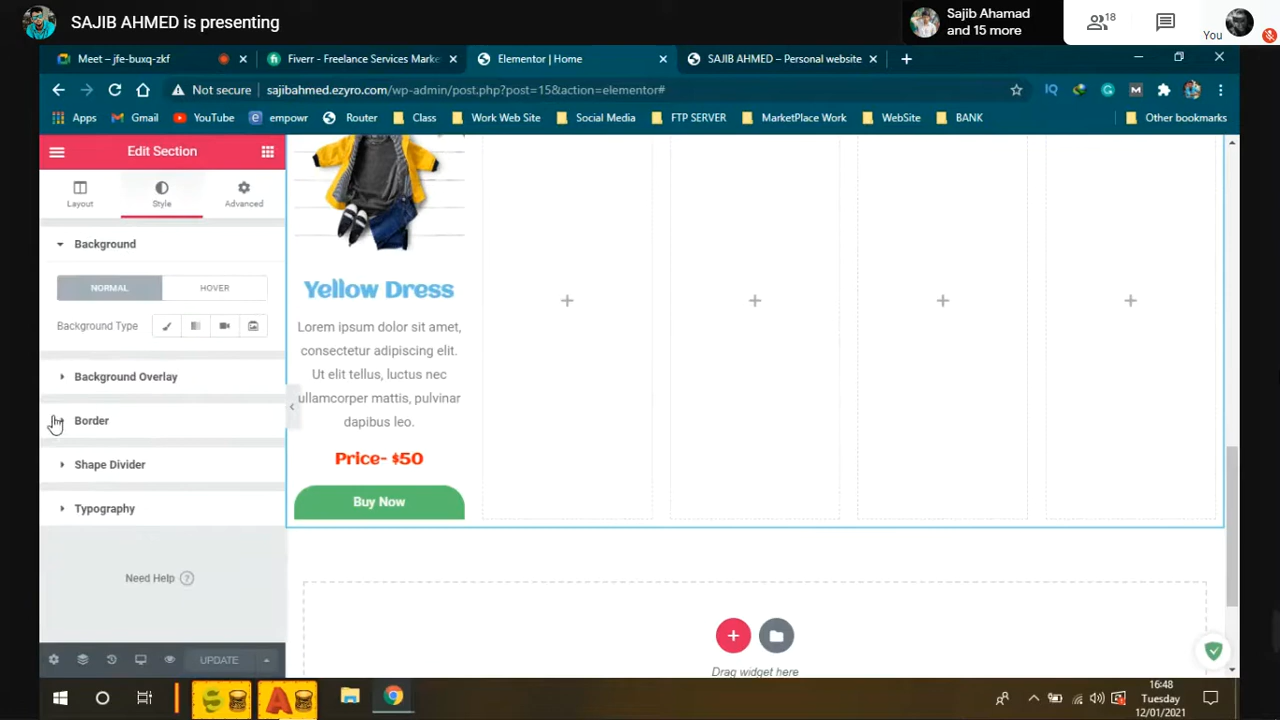 SAJIB AHMED is presenting
Sajib Ahamad
and 15 more
18
You
Meet – jfe-buxq-zkf
Fiverr - Freelance Services Marke
Elementor | Home
SAJIB AHMED – Personal website
Not secure
sajibahmed.ezyro.com/wp-admin/post.php?post=15&action=elementor#
Apps
Gmail
YouTube
empowr
Router
Class
Work Web Site
Social Media
FTP SERVER
MarketPlace Work
WebSite
BANK
Other bookmarks
Edit Section
Layout
Style
Advanced
Background
NORMAL
HOVER
Background Type
Background Overlay
Border
Shape Divider
Typography
Need Help
UPDATE
Yellow Dress
Lorem ipsum dolor sit amet,
consectetur adipiscing elit.
Ut elit tellus, luctus nec
ullamcorper mattis, pulvinar
dapibus leo.
Price- $50
Buy Now
Drag widget here
16:48
Tuesday
12/01/2021